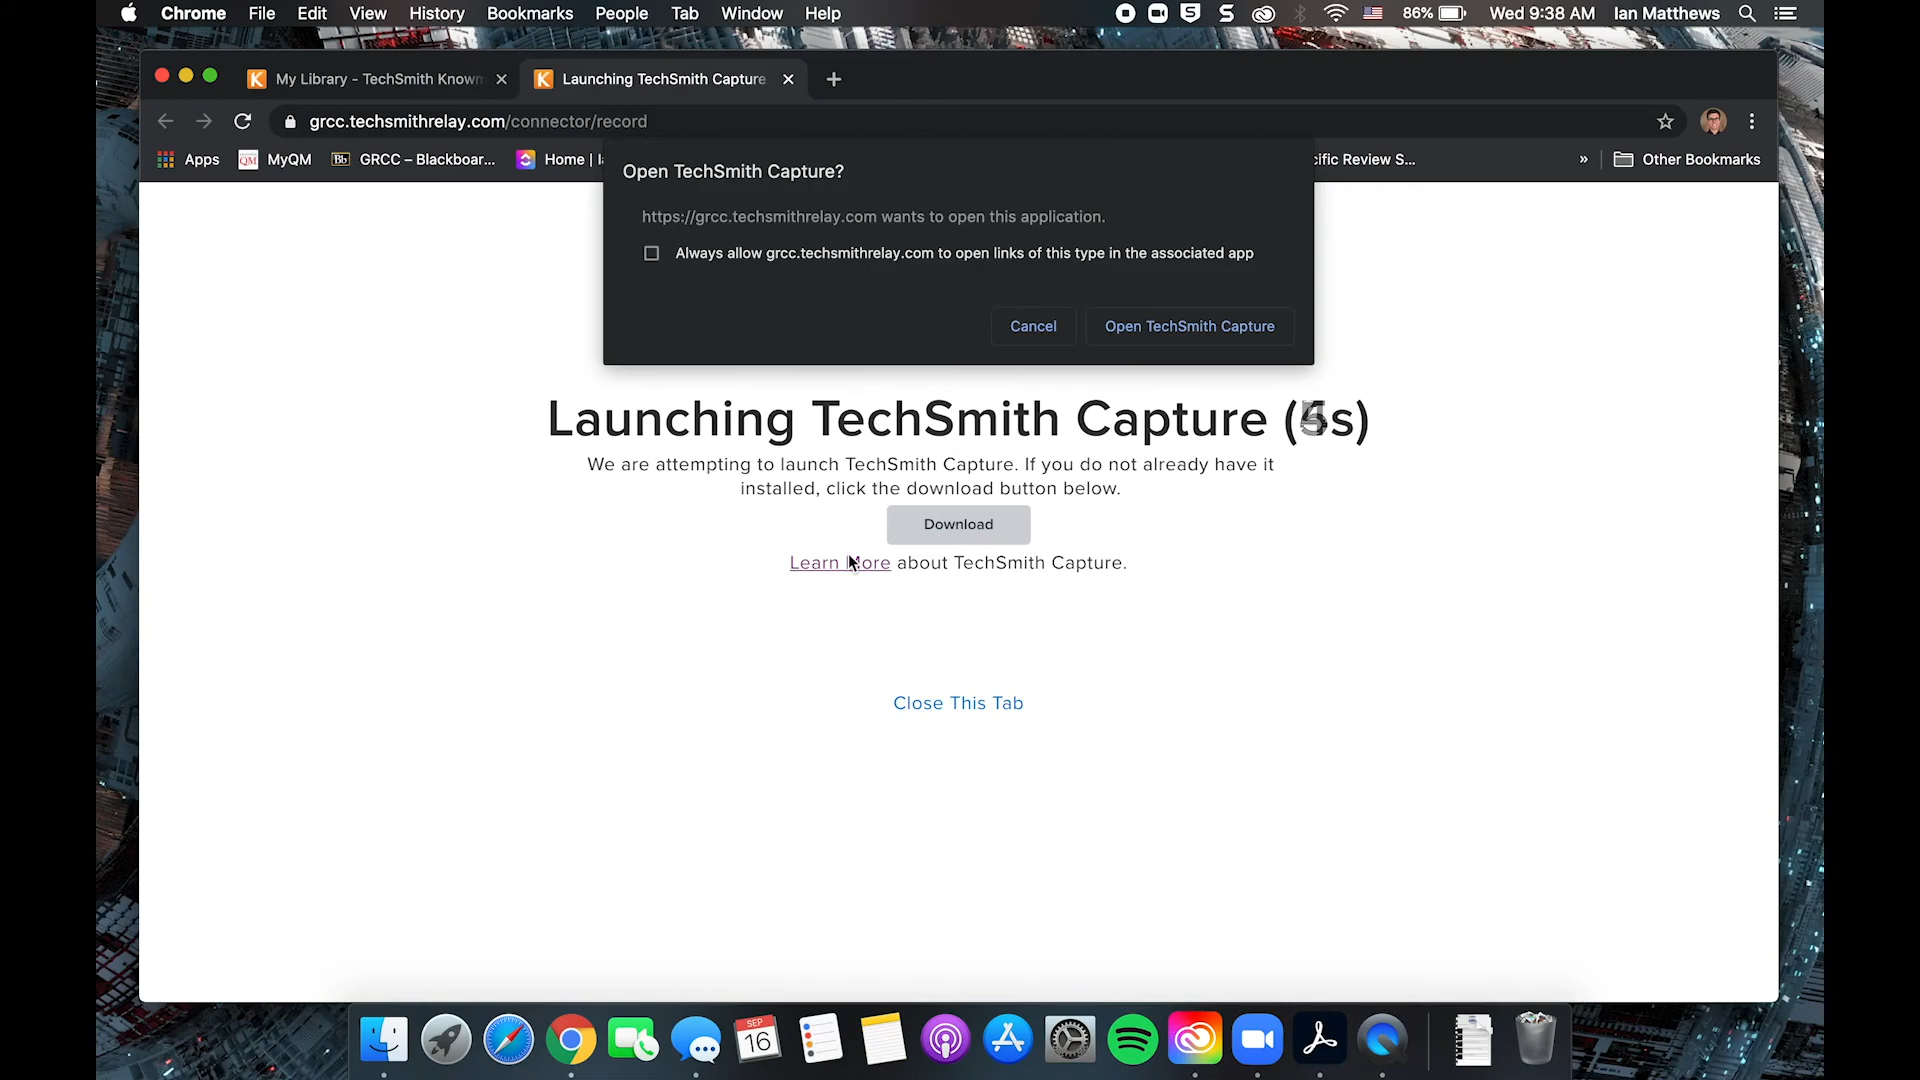 Chrome File Edit View History Bookmarks People Tab Window Help 86% Wed 9:38 AM Ian Matthews
My Library - TechSmith Knowm
Launching TechSmith Capture
grcc.techsmithrelay.com/connector/record
Apps QM MyQM Bb GRCC – Blackboar... Home | cific Review S... » Other Bookmarks
Open TechSmith Capture?
https://grcc.techsmithrelay.com wants to open this application.
Always allow grcc.techsmithrelay.com to open links of this type in the associated app
Cancel Open TechSmith Capture
Launching TechSmith Capture
We are attempting to launch TechSmith Capture. If you do not already have it
installed, click the download button below.
Download
Learn More about TechSmith Capture.
Close This Tab
SEP
16